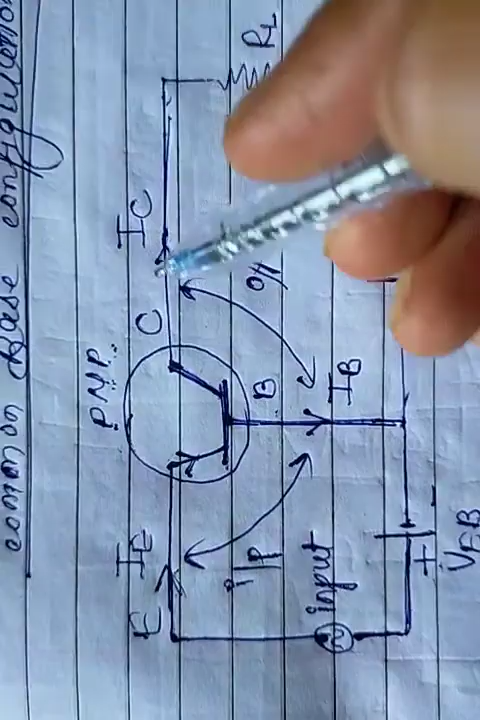 common Base configuration
PNP
IE
E
C
IC
RL
i/p
B
o/p
input
IB
+
-
VEB